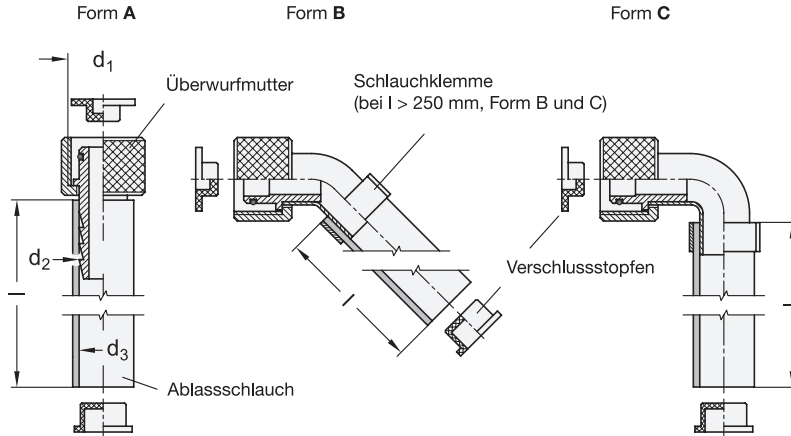 Form A
Form B
Form C
d1
Überwurfmutter
Schlauchklemme
(bei l > 250 mm, Form B und C)
d2
l
d3
Ablassschlauch
l
Verschlussstopfen
l